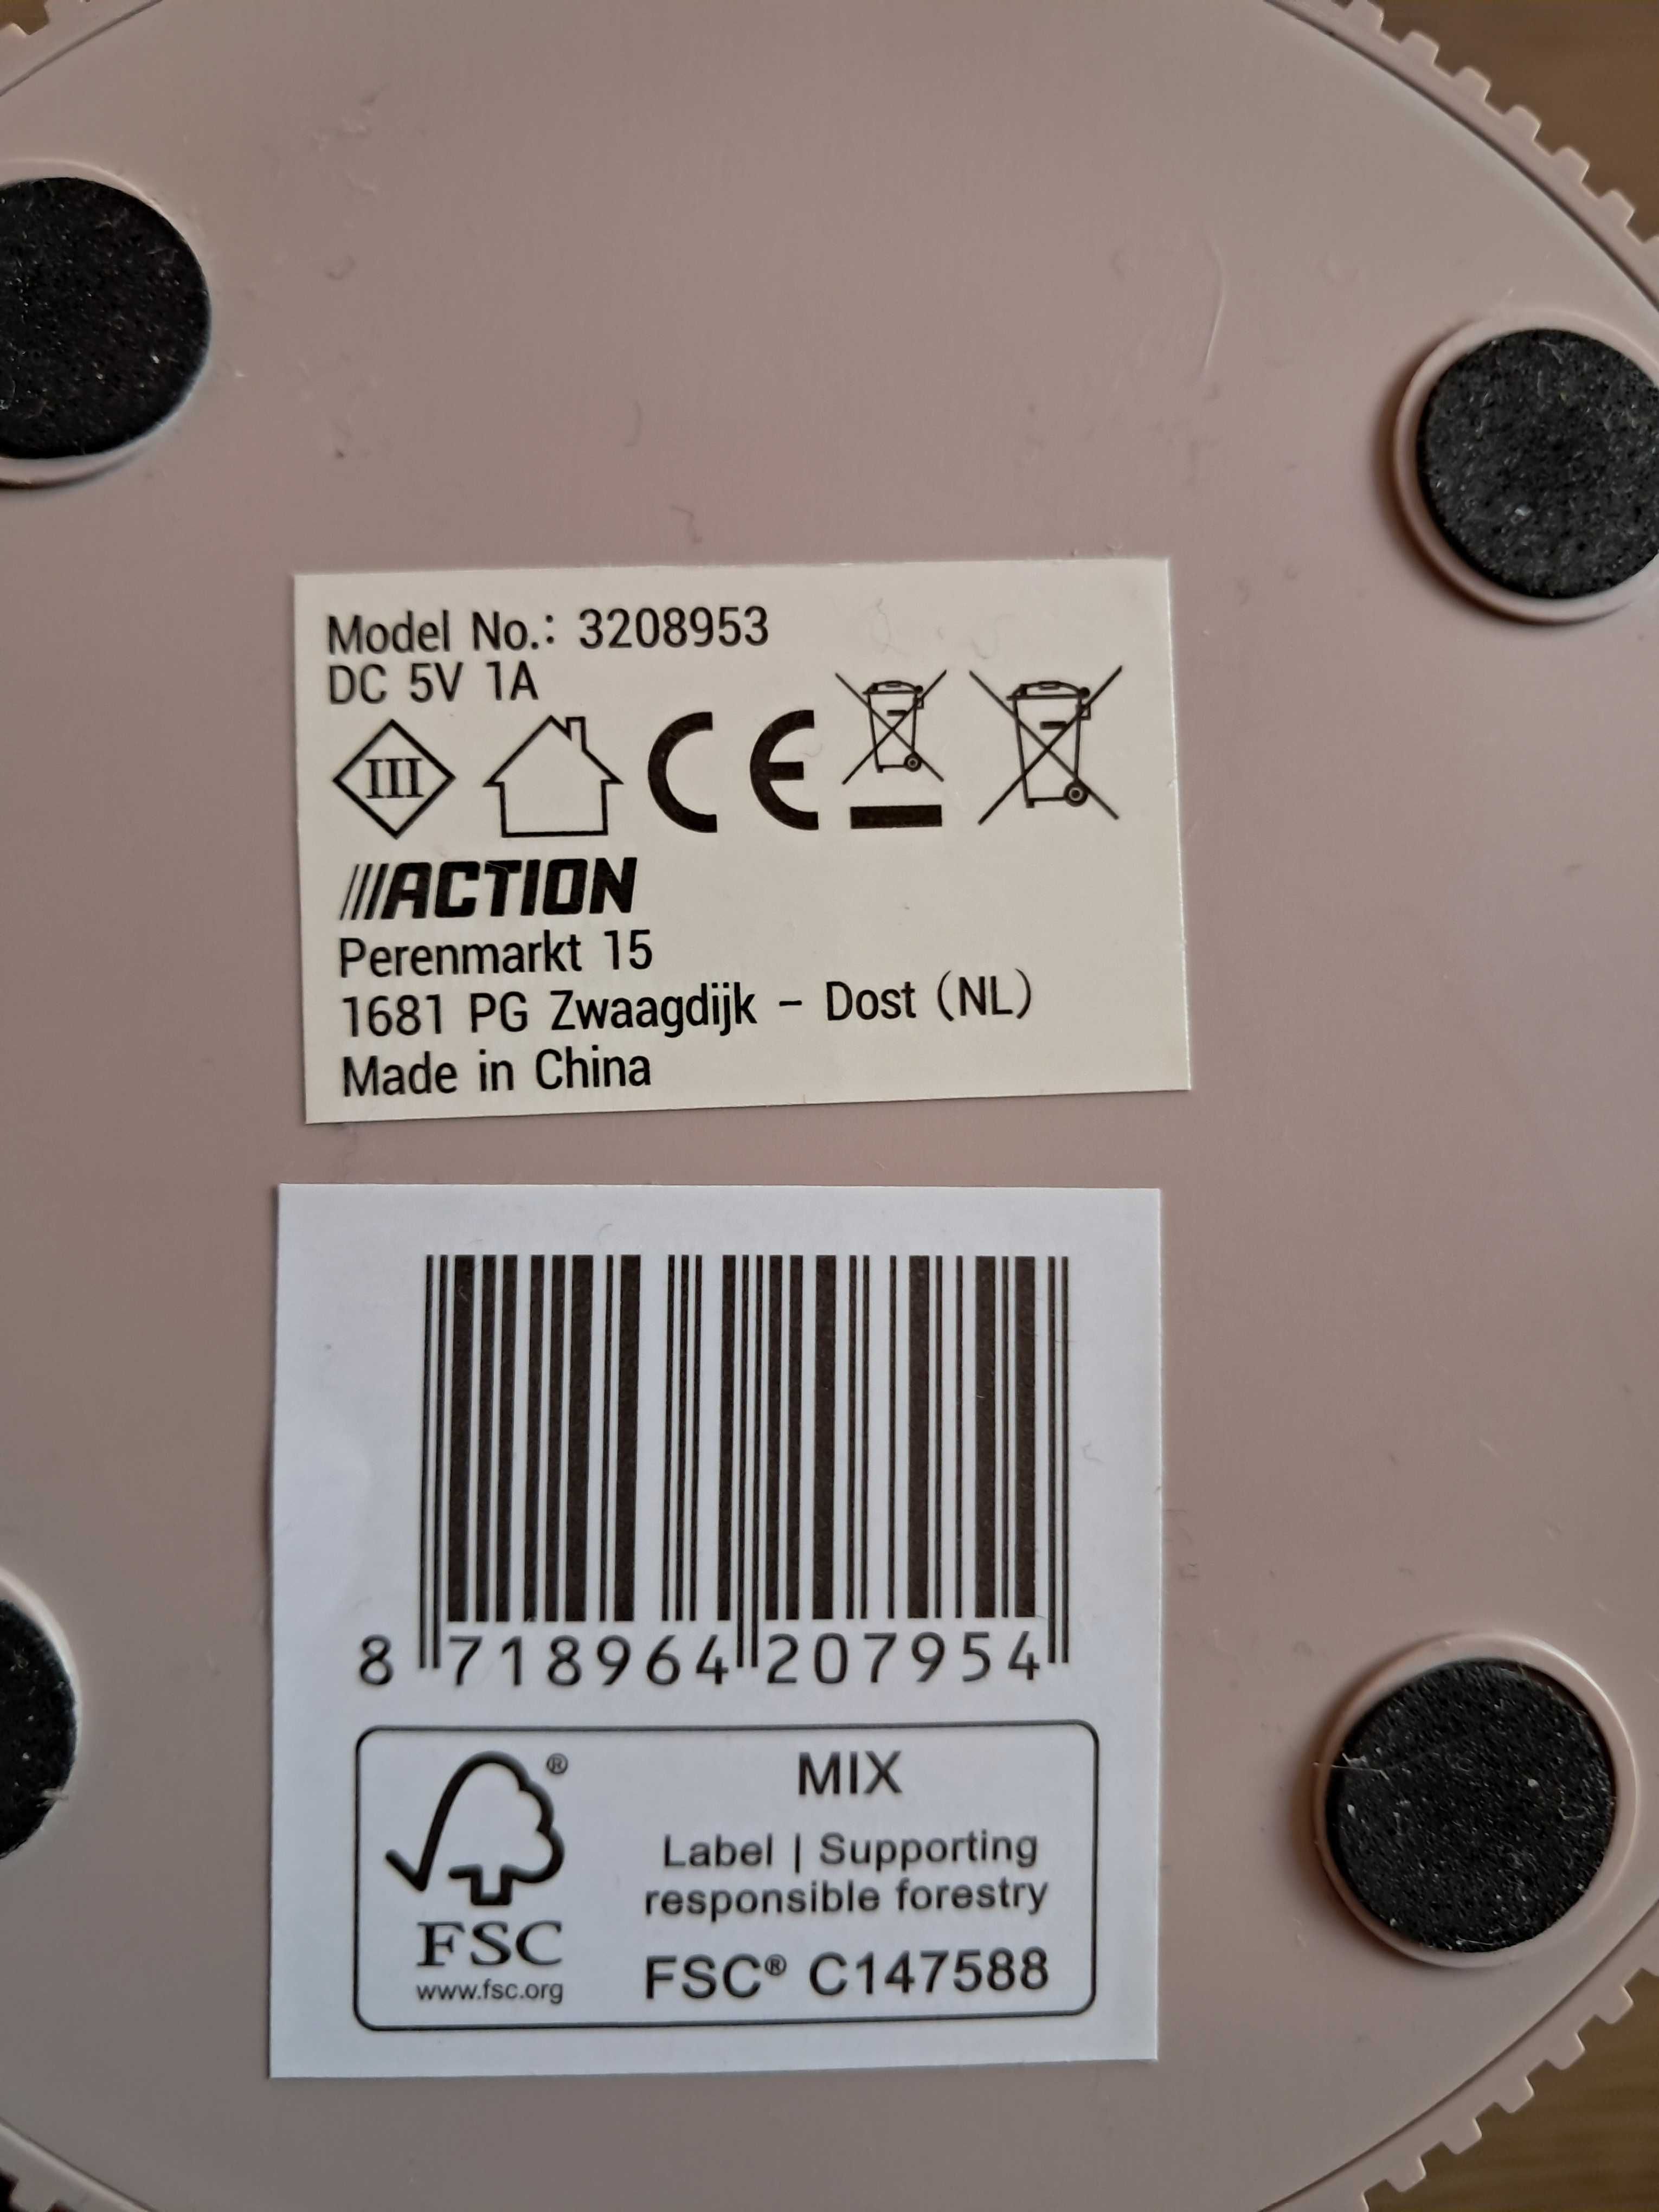 Model No.: 3208953
DC 5V 1A
III
CE
ACTION
Perenmarkt 15
1681 PG Zwaagdijk - Dost (NL)
Made in China
8 718964 207954
MIX
Label | Supporting
responsible forestry
FSC® C147588
®
FSC
www.fsc.org